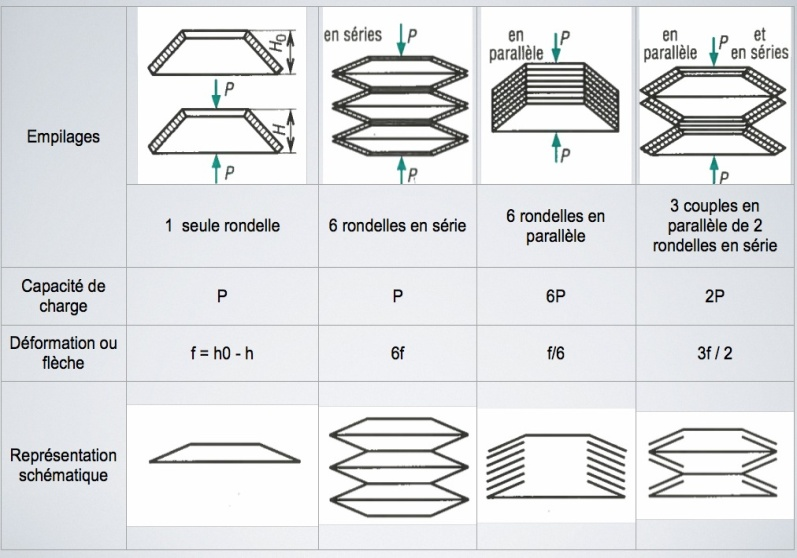 Empilages
H0
P
H
P
en séries
P
P
en parallèle
P
P
en parallèle
P
et en séries
P
1 seule rondelle
6 rondelles en série
6 rondelles en
parallèle
3 couples en
parallèle de 2
rondelles en série
Capacité de
charge
P
P
6P
2P
Déformation ou
flèche
f = h0 - h
6f
f/6
3f / 2
Représentation
schématique